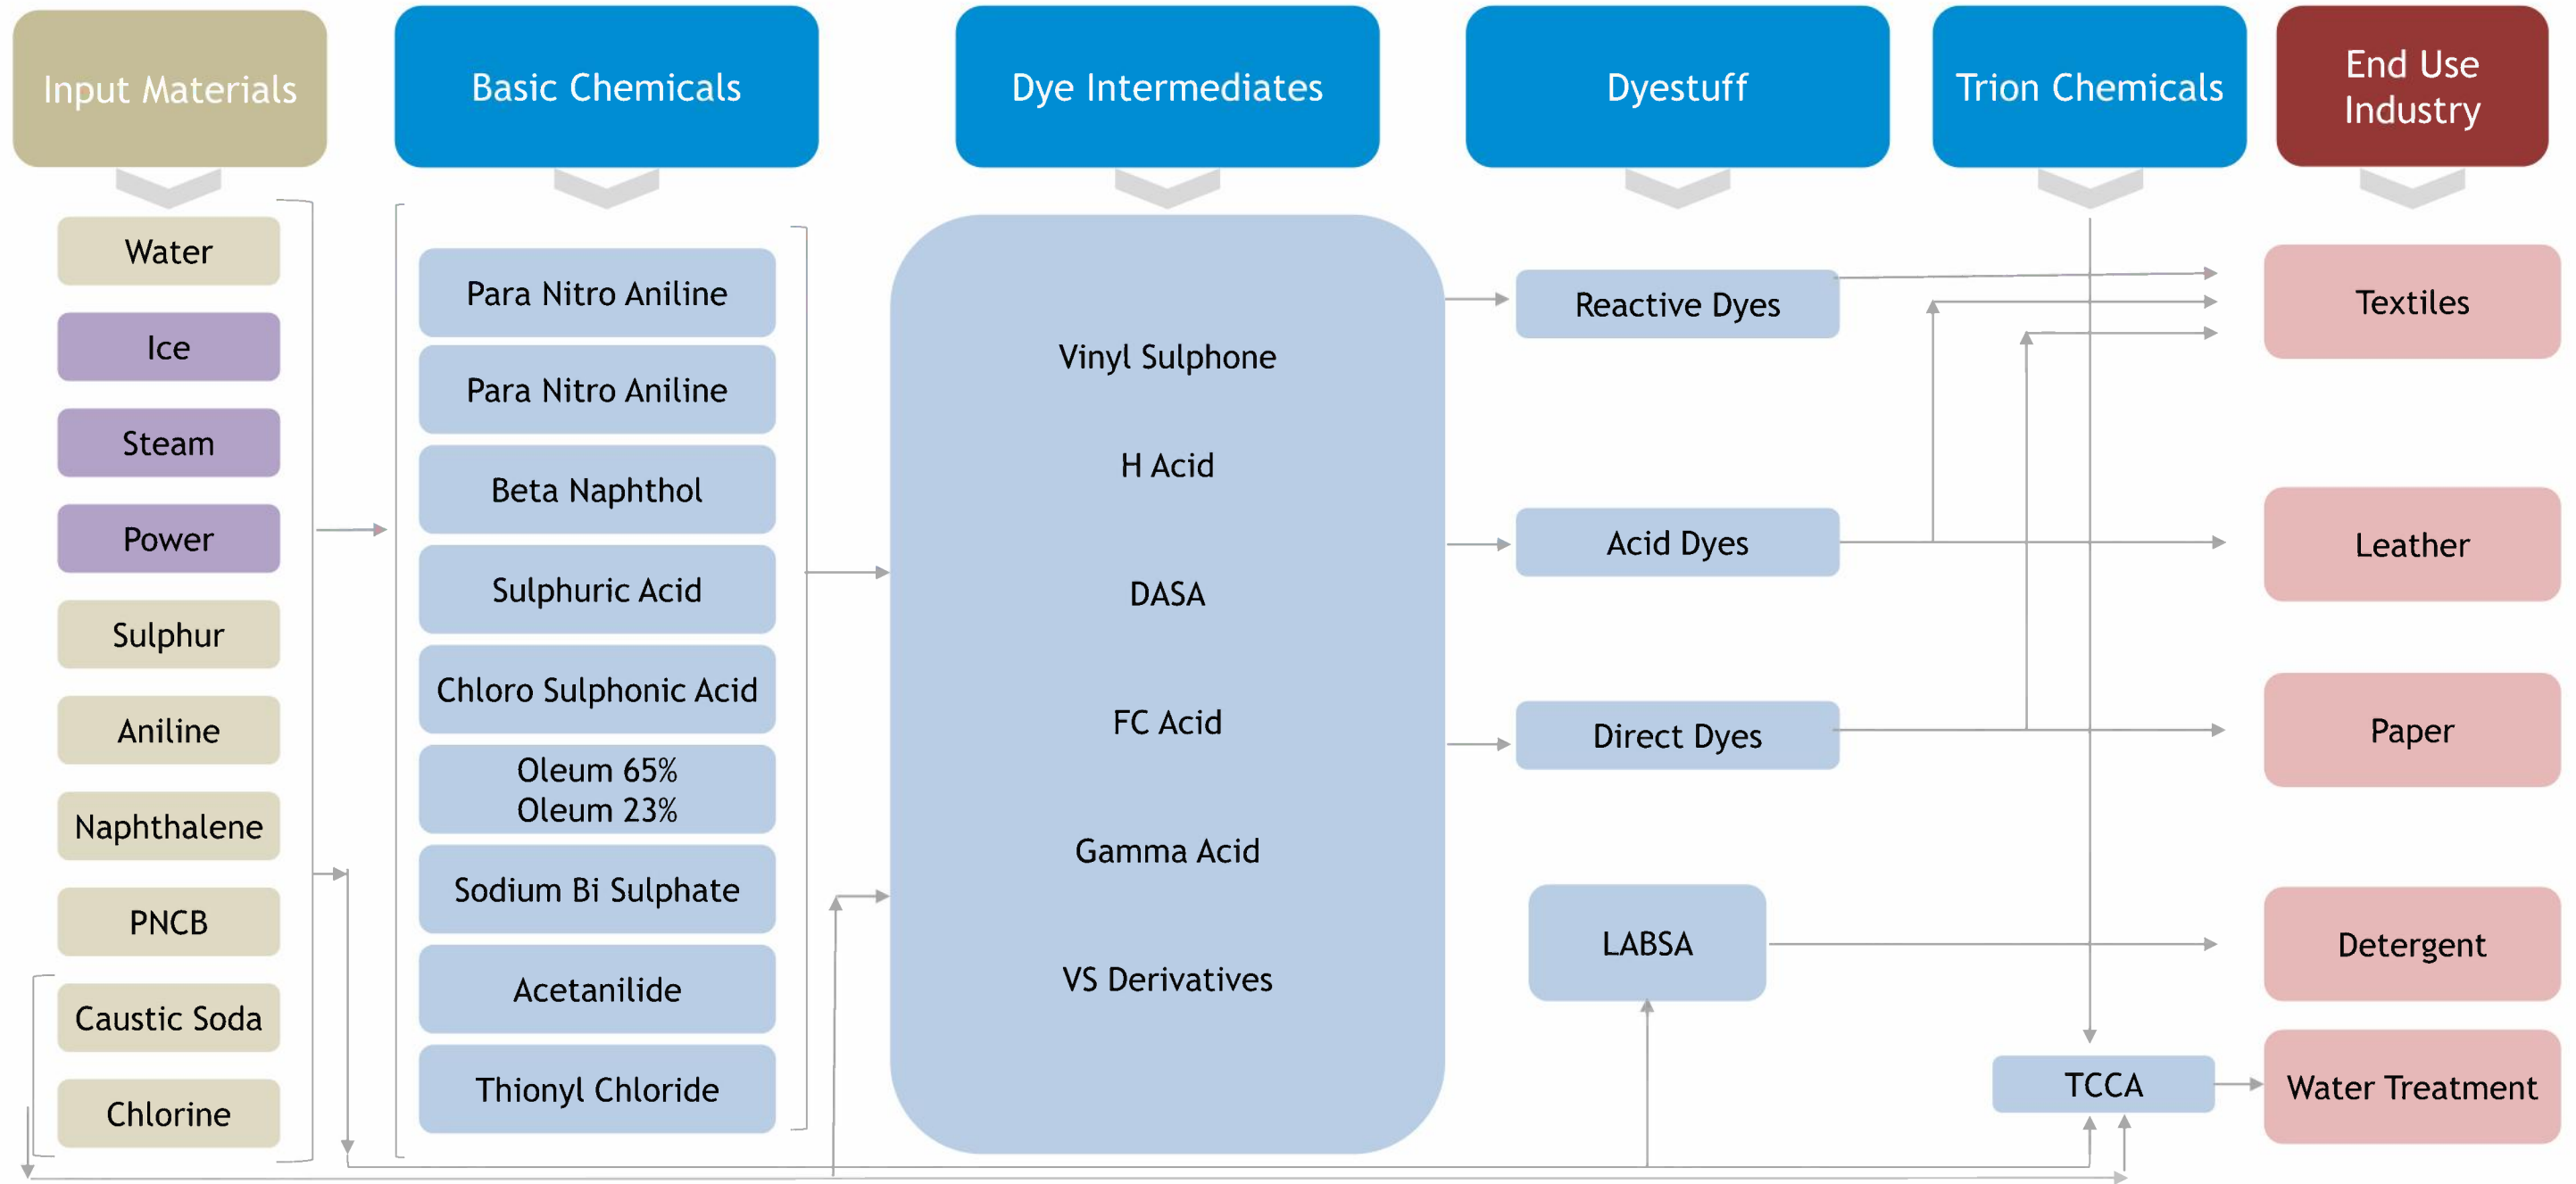 Input Materials
Basic Chemicals
Dye Intermediates
Dyestuff
Trion Chemicals
End Use
Industry
Water
Ice
Steam
Power
Sulphur
Aniline
Naphthalene
PNCB
Caustic Soda
Chlorine
Para Nitro Aniline
Para Nitro Aniline
Beta Naphthol
Sulphuric Acid
Chloro Sulphonic Acid
Oleum 65%
Oleum 23%
Sodium Bi Sulphate
Acetanilide
Thionyl Chloride
Vinyl Sulphone
H Acid
DASA
FC Acid
Gamma Acid
VS Derivatives
Reactive Dyes
Acid Dyes
Direct Dyes
LABSA
TCCA
Textiles
Leather
Paper
Detergent
Water Treatment